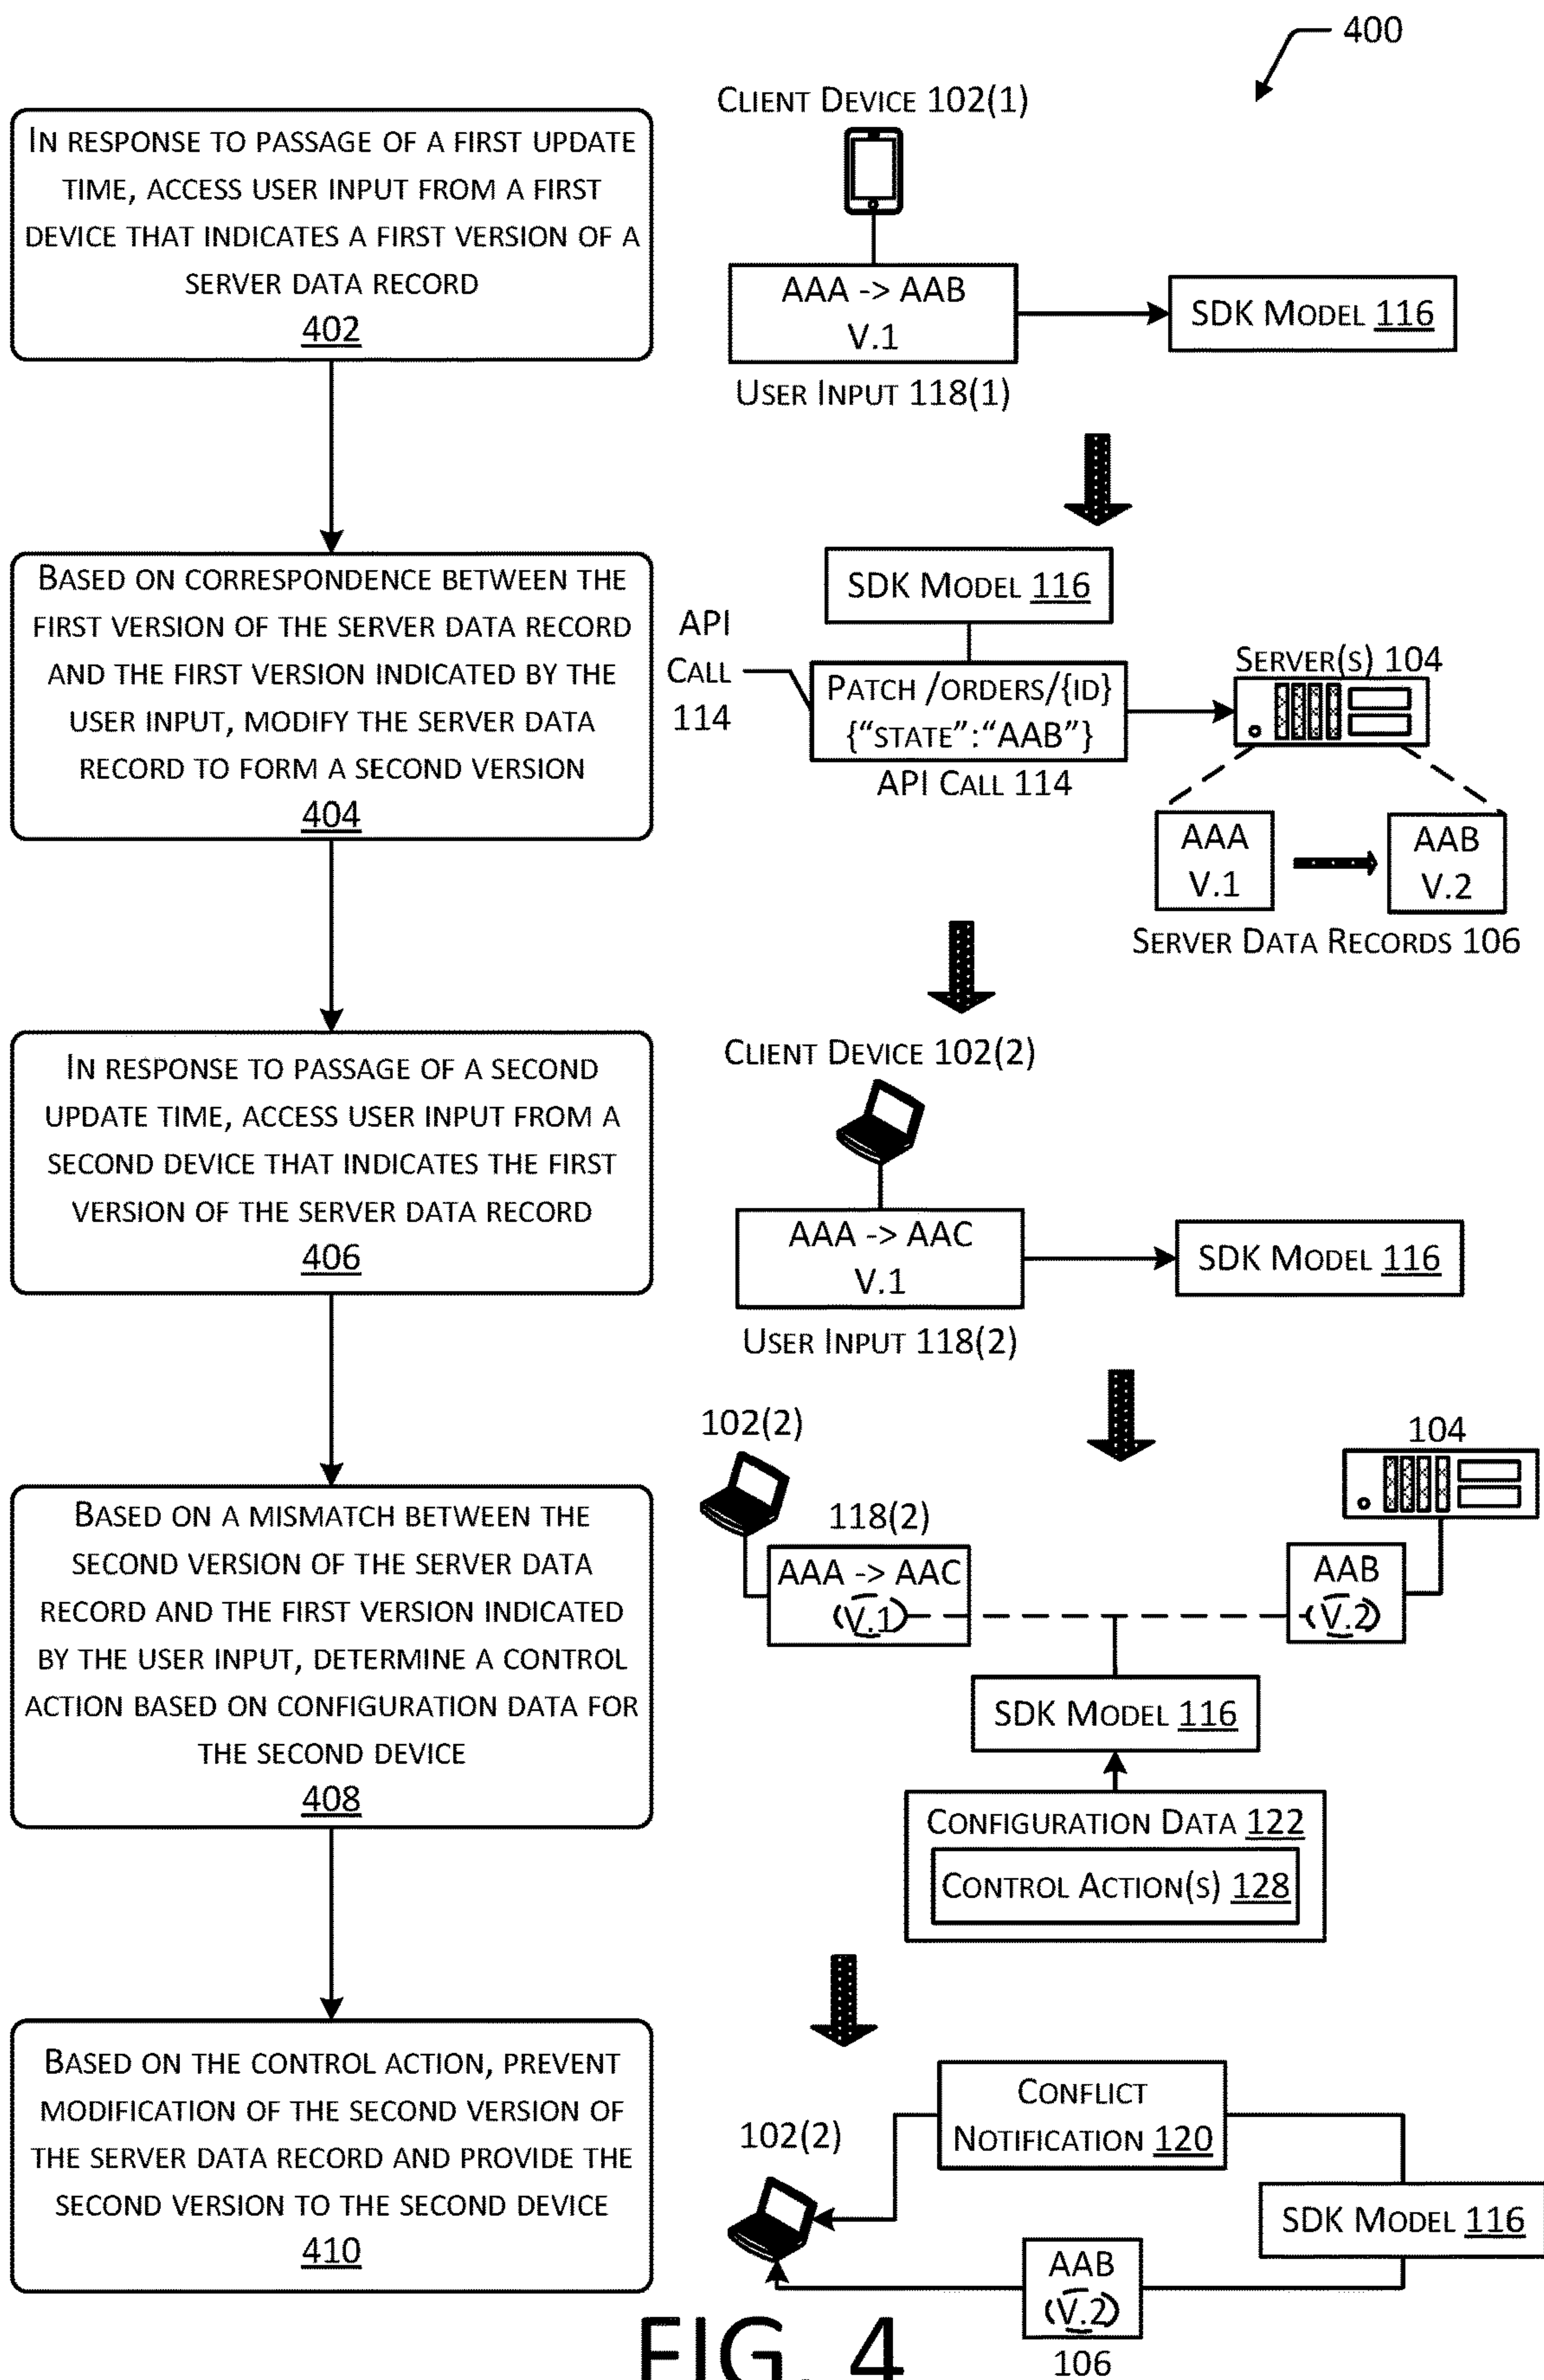 400
IN RESPONSE TO PASSAGE OF A FIRST UPDATE
TIME, ACCESS USER INPUT FROM A FIRST
DEVICE THAT INDICATES A FIRST VERSION OF A
SERVER DATA RECORD
402
CLIENT DEVICE 102(1)
AAA -> AAB
V.1
USER INPUT 118(1)
SDK MODEL 116
BASED ON CORRESPONDENCE BETWEEN THE
FIRST VERSION OF THE SERVER DATA RECORD
AND THE FIRST VERSION INDICATED BY THE
USER INPUT, MODIFY THE SERVER DATA
RECORD TO FORM A SECOND VERSION
404
SDK MODEL 116
API
CALL
114
PATCH /ORDERS/{ID}
{“STATE”:“AAB”}
API CALL 114
SERVER(S) 104
AAA
V.1
AAB
V.2
SERVER DATA RECORDS 106
IN RESPONSE TO PASSAGE OF A SECOND
UPDATE TIME, ACCESS USER INPUT FROM A
SECOND DEVICE THAT INDICATES THE FIRST
VERSION OF THE SERVER DATA RECORD
406
CLIENT DEVICE 102(2)
AAA -> AAC
V.1
USER INPUT 118(2)
SDK MODEL 116
BASED ON A MISMATCH BETWEEN THE
SECOND VERSION OF THE SERVER DATA
RECORD AND THE FIRST VERSION INDICATED
BY THE USER INPUT, DETERMINE A CONTROL
ACTION BASED ON CONFIGURATION DATA FOR
THE SECOND DEVICE
408
102(2)
118(2)
AAA -> AAC
V.1
104
AAB
V.2
SDK MODEL 116
CONFIGURATION DATA 122
CONTROL ACTION(S) 128
BASED ON THE CONTROL ACTION, PREVENT
MODIFICATION OF THE SECOND VERSION OF
THE SERVER DATA RECORD AND PROVIDE THE
SECOND VERSION TO THE SECOND DEVICE
410
102(2)
CONFLICT
NOTIFICATION 120
SDK MODEL 116
AAB
V.2
106
FIG. 4